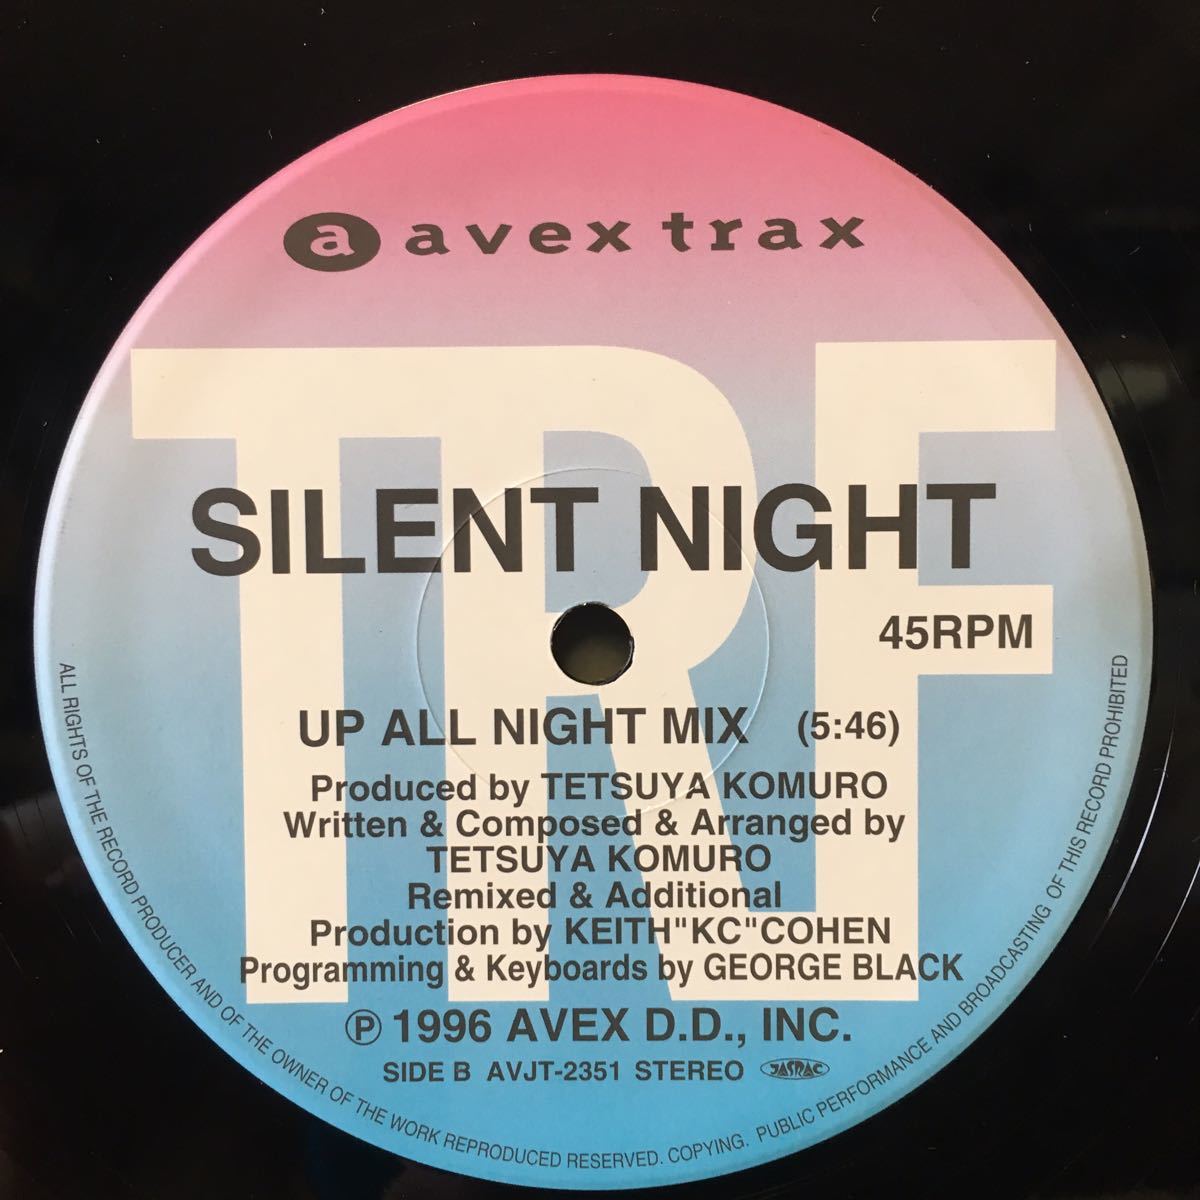 a avex trax
TRF
SILENT NIGHT
45RPM
UP ALL NIGHT MIX (5:46)
Produced by TETSUYA KOMURO
Written & Composed & Arranged by
TETSUYA KOMURO
Remixed & Additional
Production by KEITH"KC"COHEN
Programming & Keyboards by GEORGE BLACK
Ⓟ 1996 AVEX D.D., INC.
SIDE B AVJT-2351 STEREO JASRAC
ALL RIGHTS OF THE RECORD PRODUCER AND OF THE OWNER OF THE WORK REPRODUCED RESERVED. COPYING. PUBLIC PERFORMANCE AND BROADCASTING OF THIS RECORD PROHIBITED